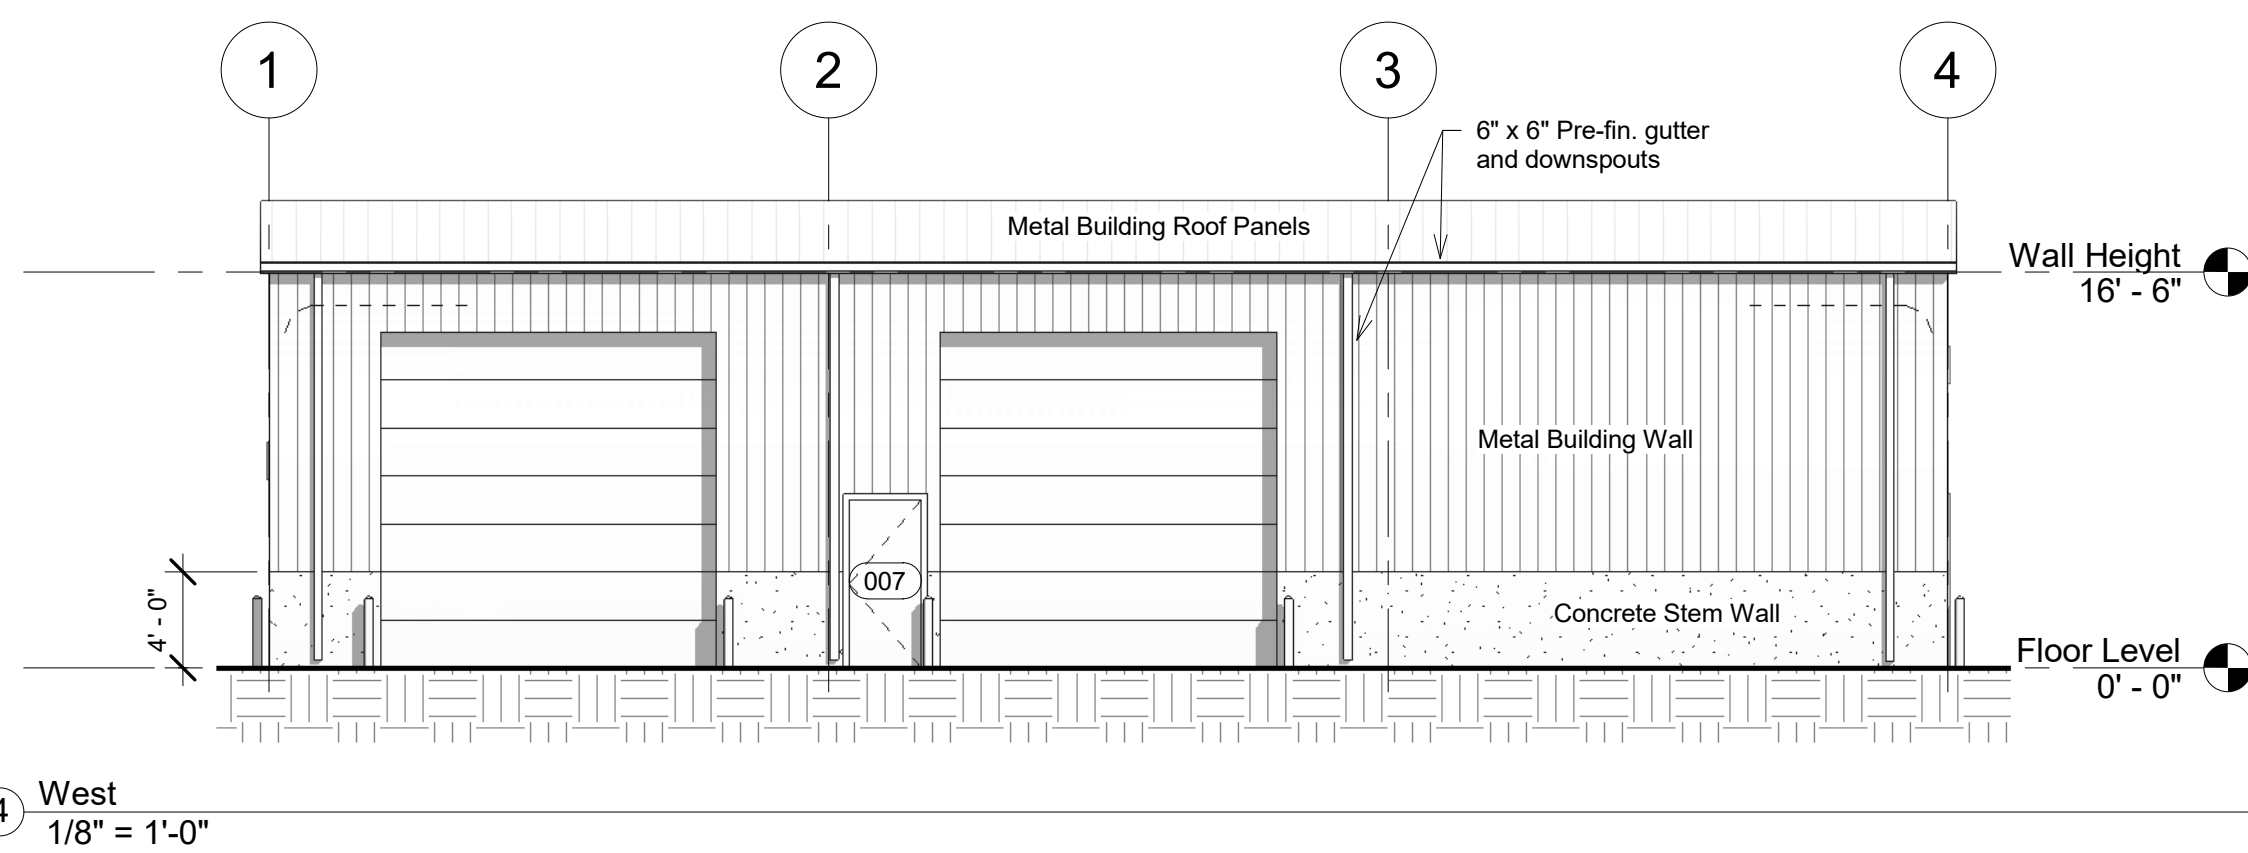 1 2 3 4
6" x 6" Pre-fin. gutter
and downspouts
Metal Building Roof Panels
Wall Height
16' - 6"
Metal Building Wall
007
4' - 0"
Concrete Stem Wall
Floor Level
0' - 0"
4
West
1/8" = 1'-0"